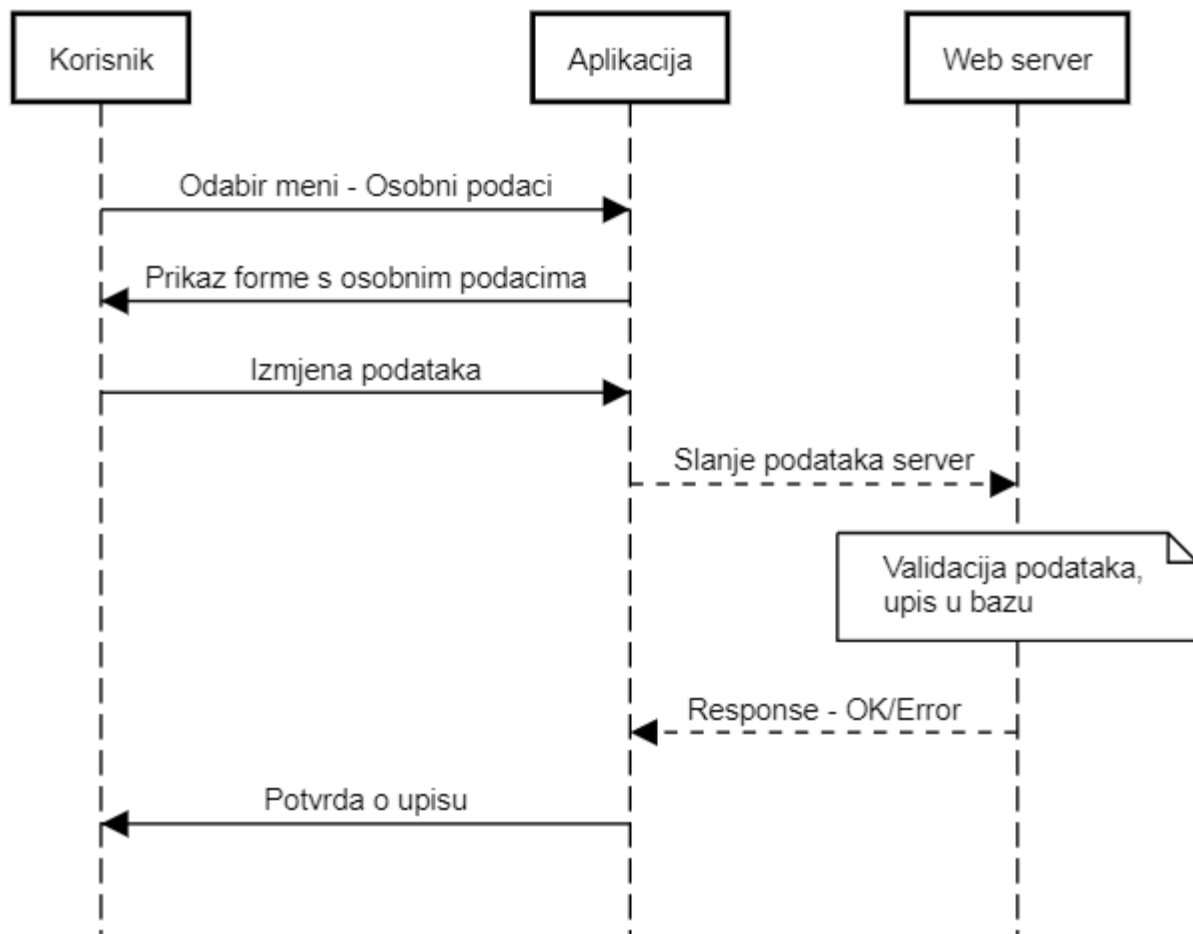 Korisnik
Aplikacija
Web server
Odabir meni - Osobni podaci
Prikaz forme s osobnim podacima
Izmjena podataka
Slanje podataka server
Validacija podataka,
upis u bazu
Response - OK/Error
Potvrda o upisu